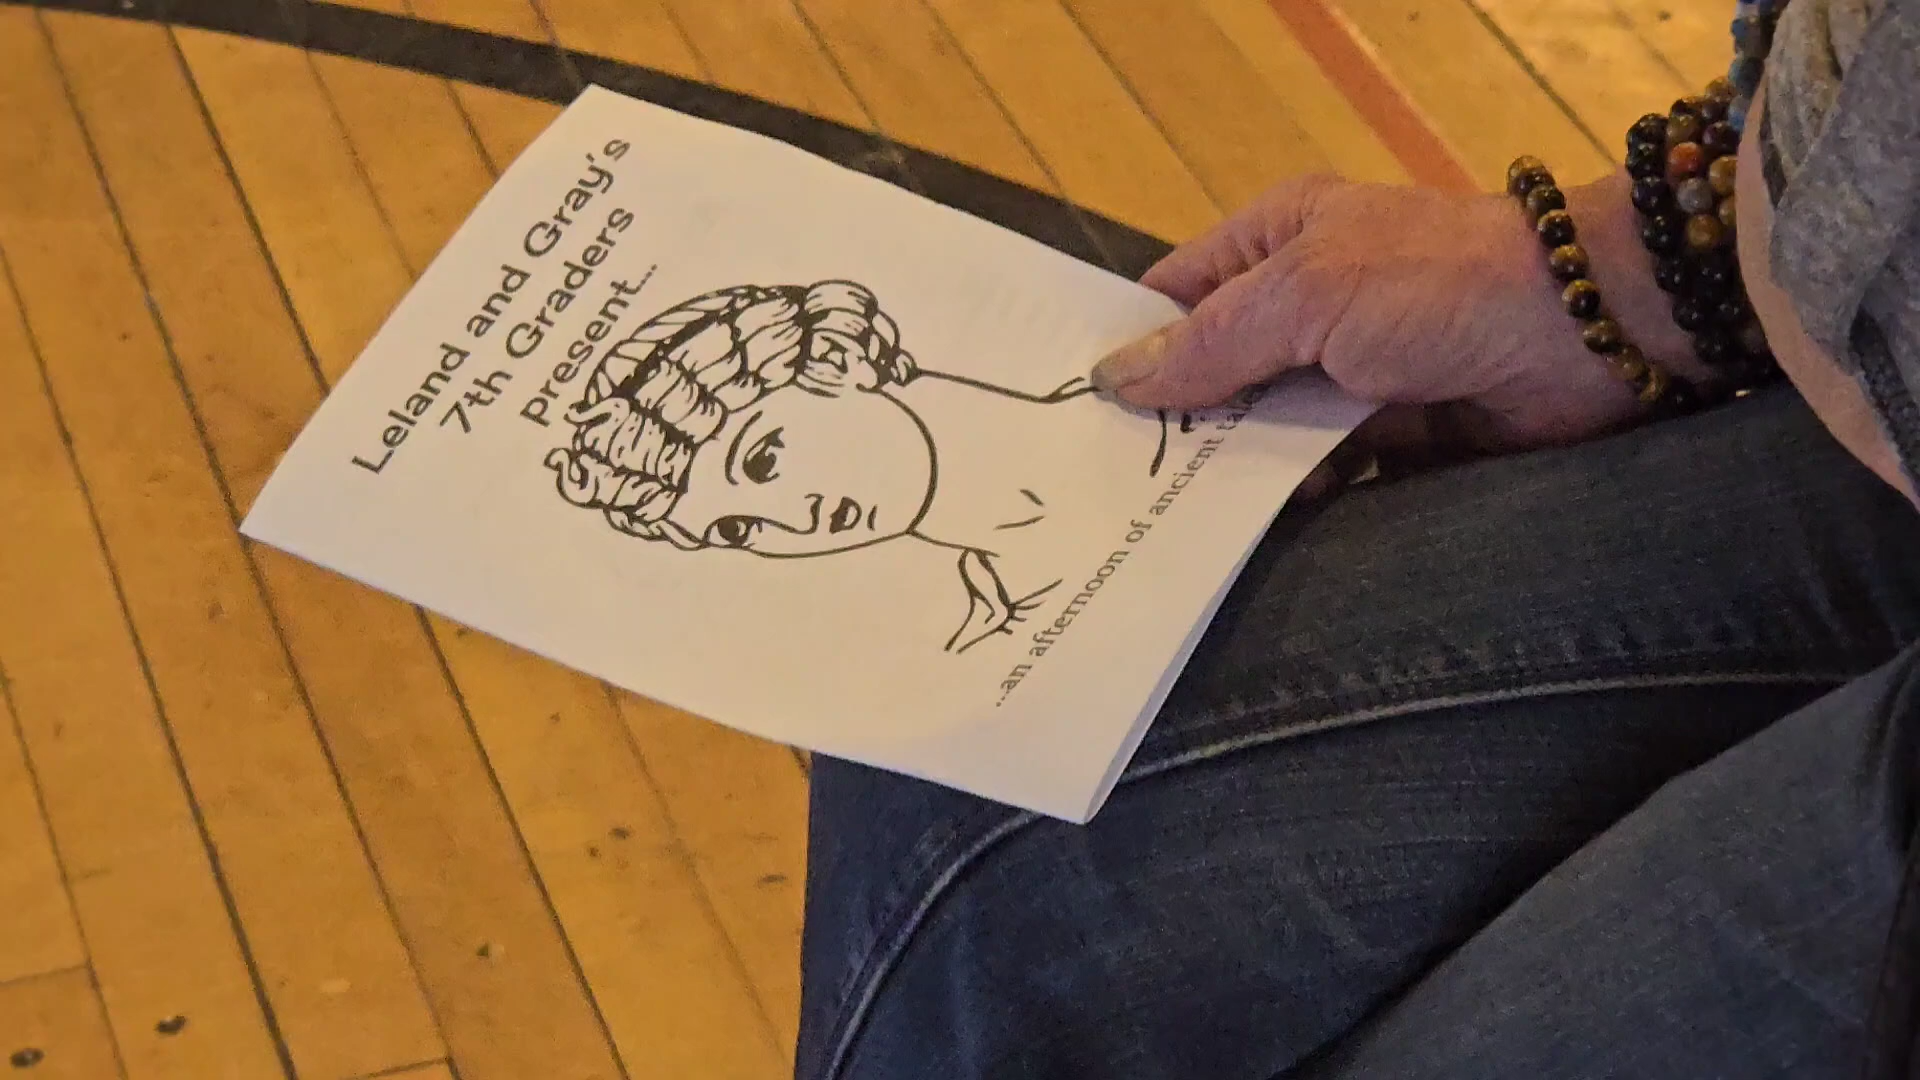 Leland and Gray's
7th Graders
present...
...an afternoon of ancient